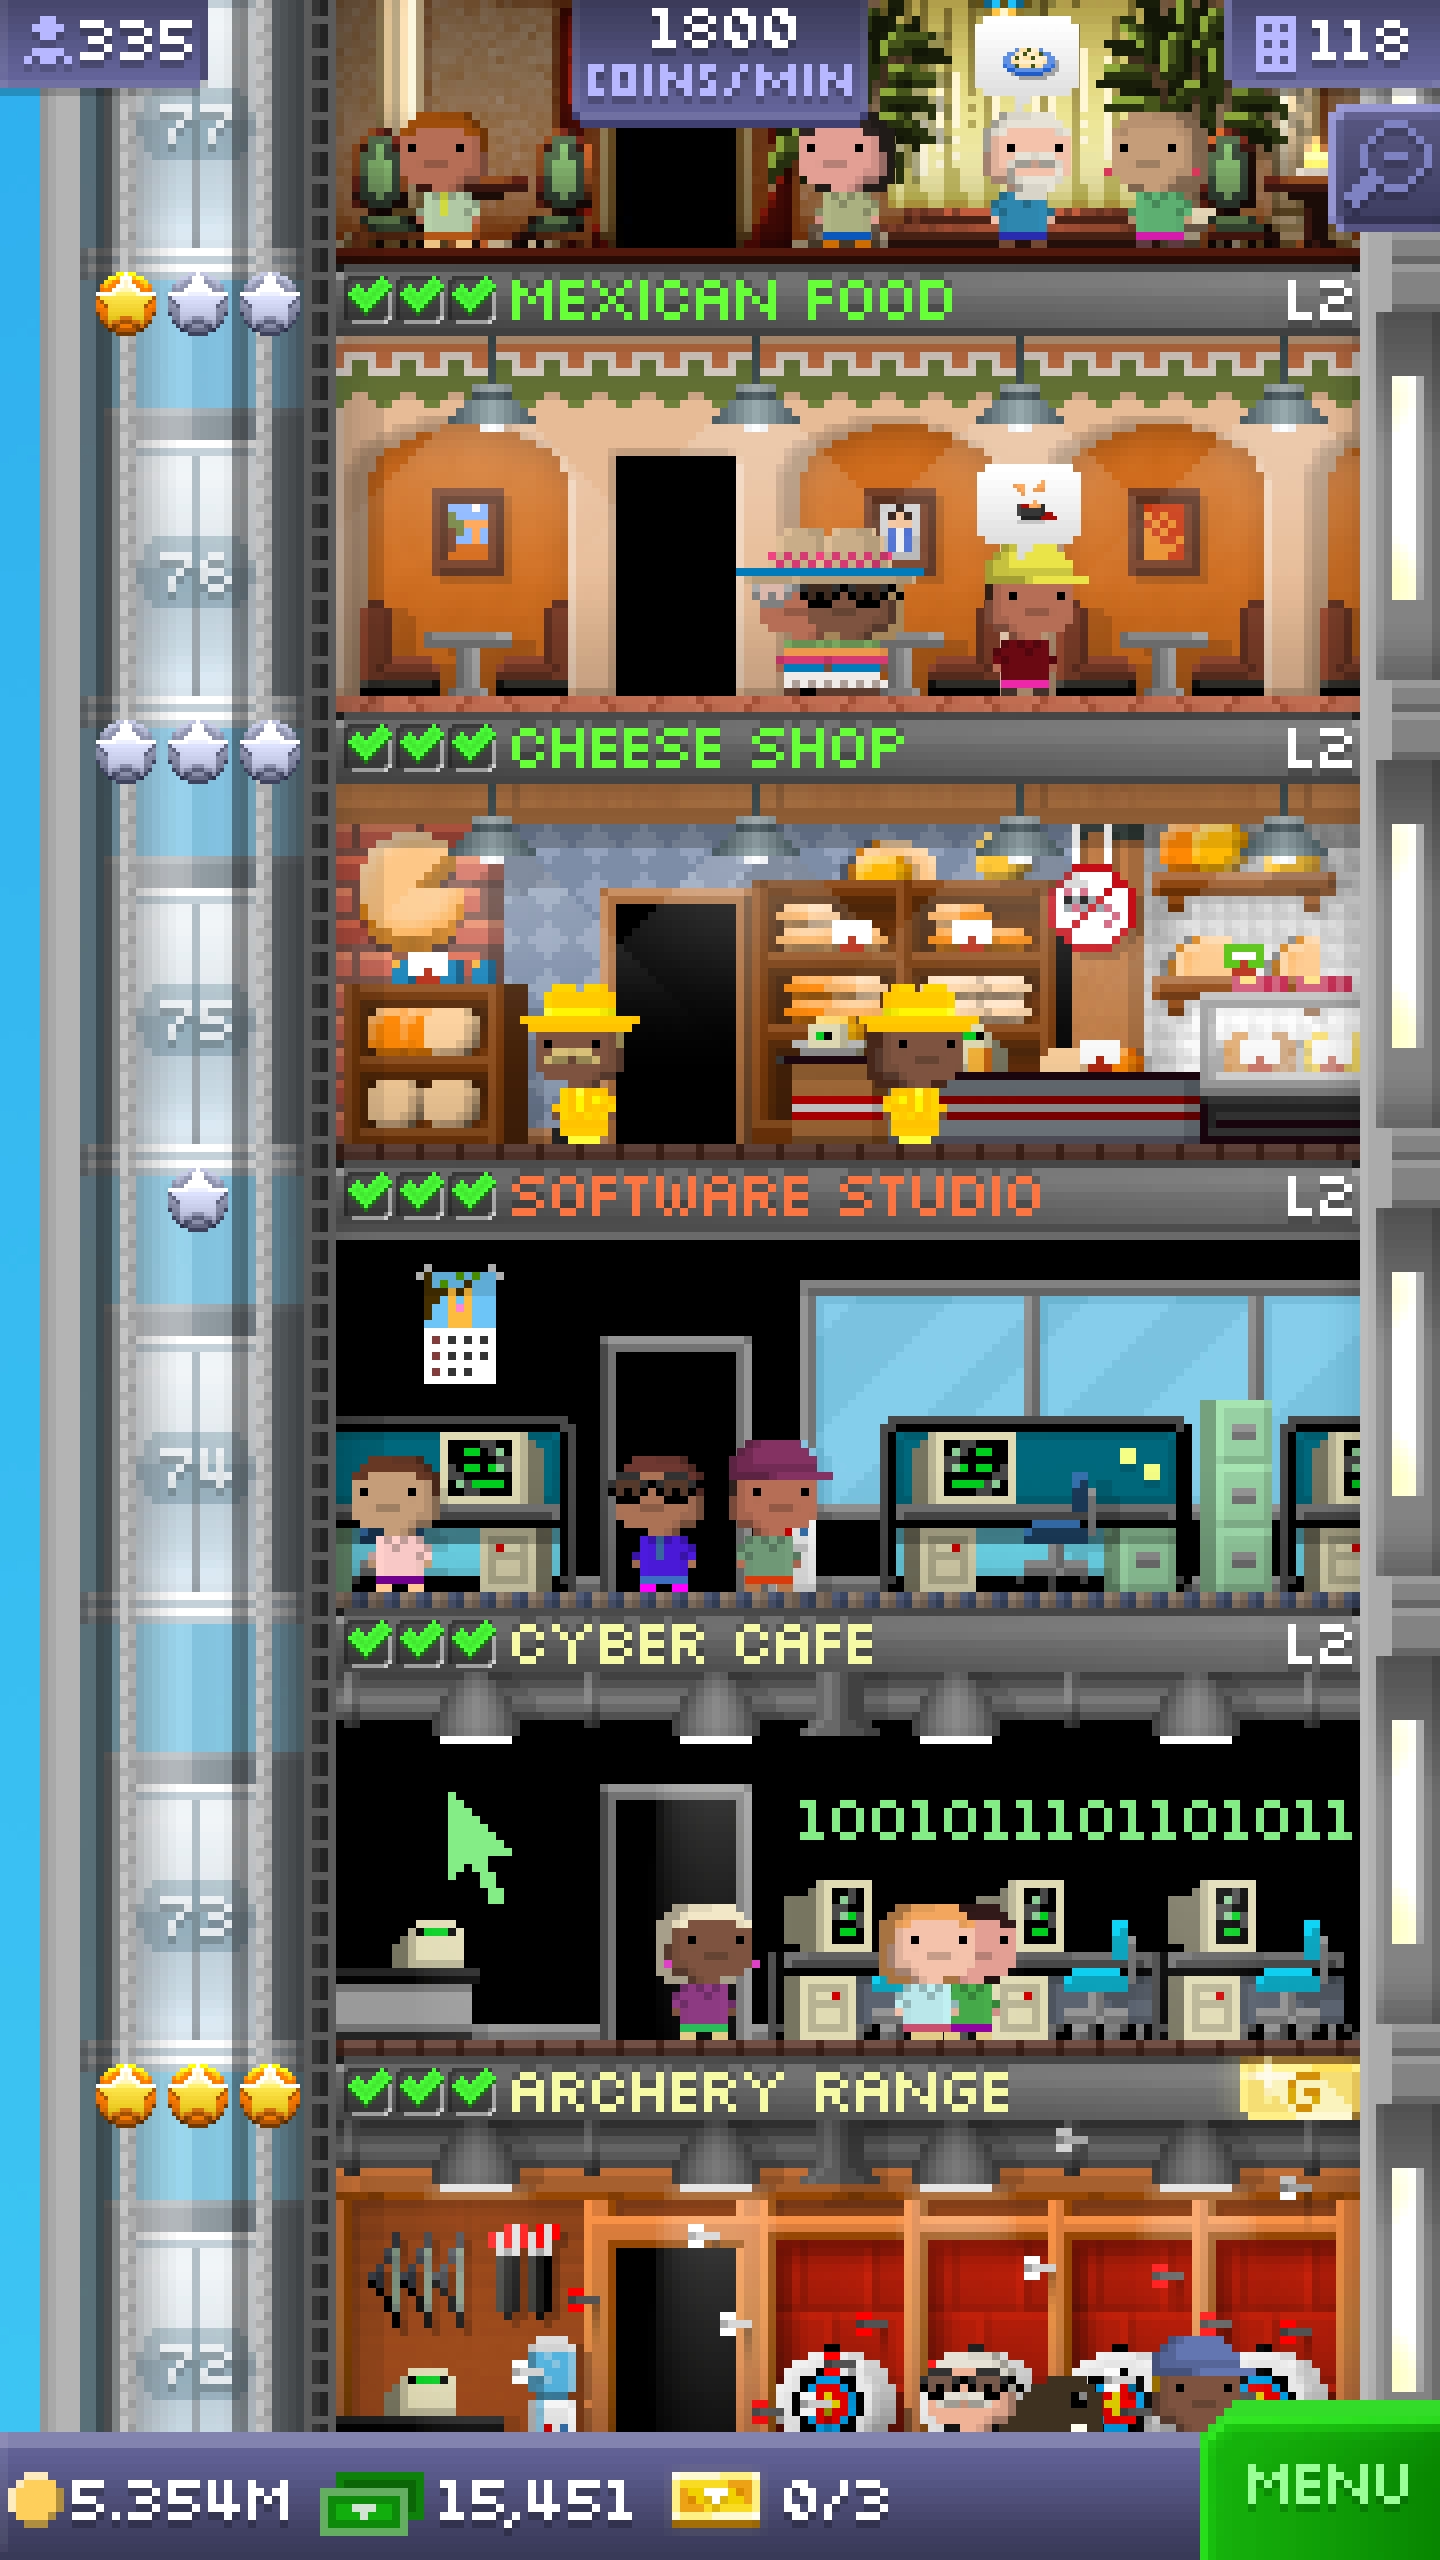 335
1800
COINS/MIN
118
77
MEXICAN FOOD
L2
76
CHEESE SHOP
L2
75
SOFTWARE STUDIO
L2
74
CYBER CAFE
L2
1001011101101011
73
ARCHERY RANGE
G
72
5.354M
15,451
0/3
MENU